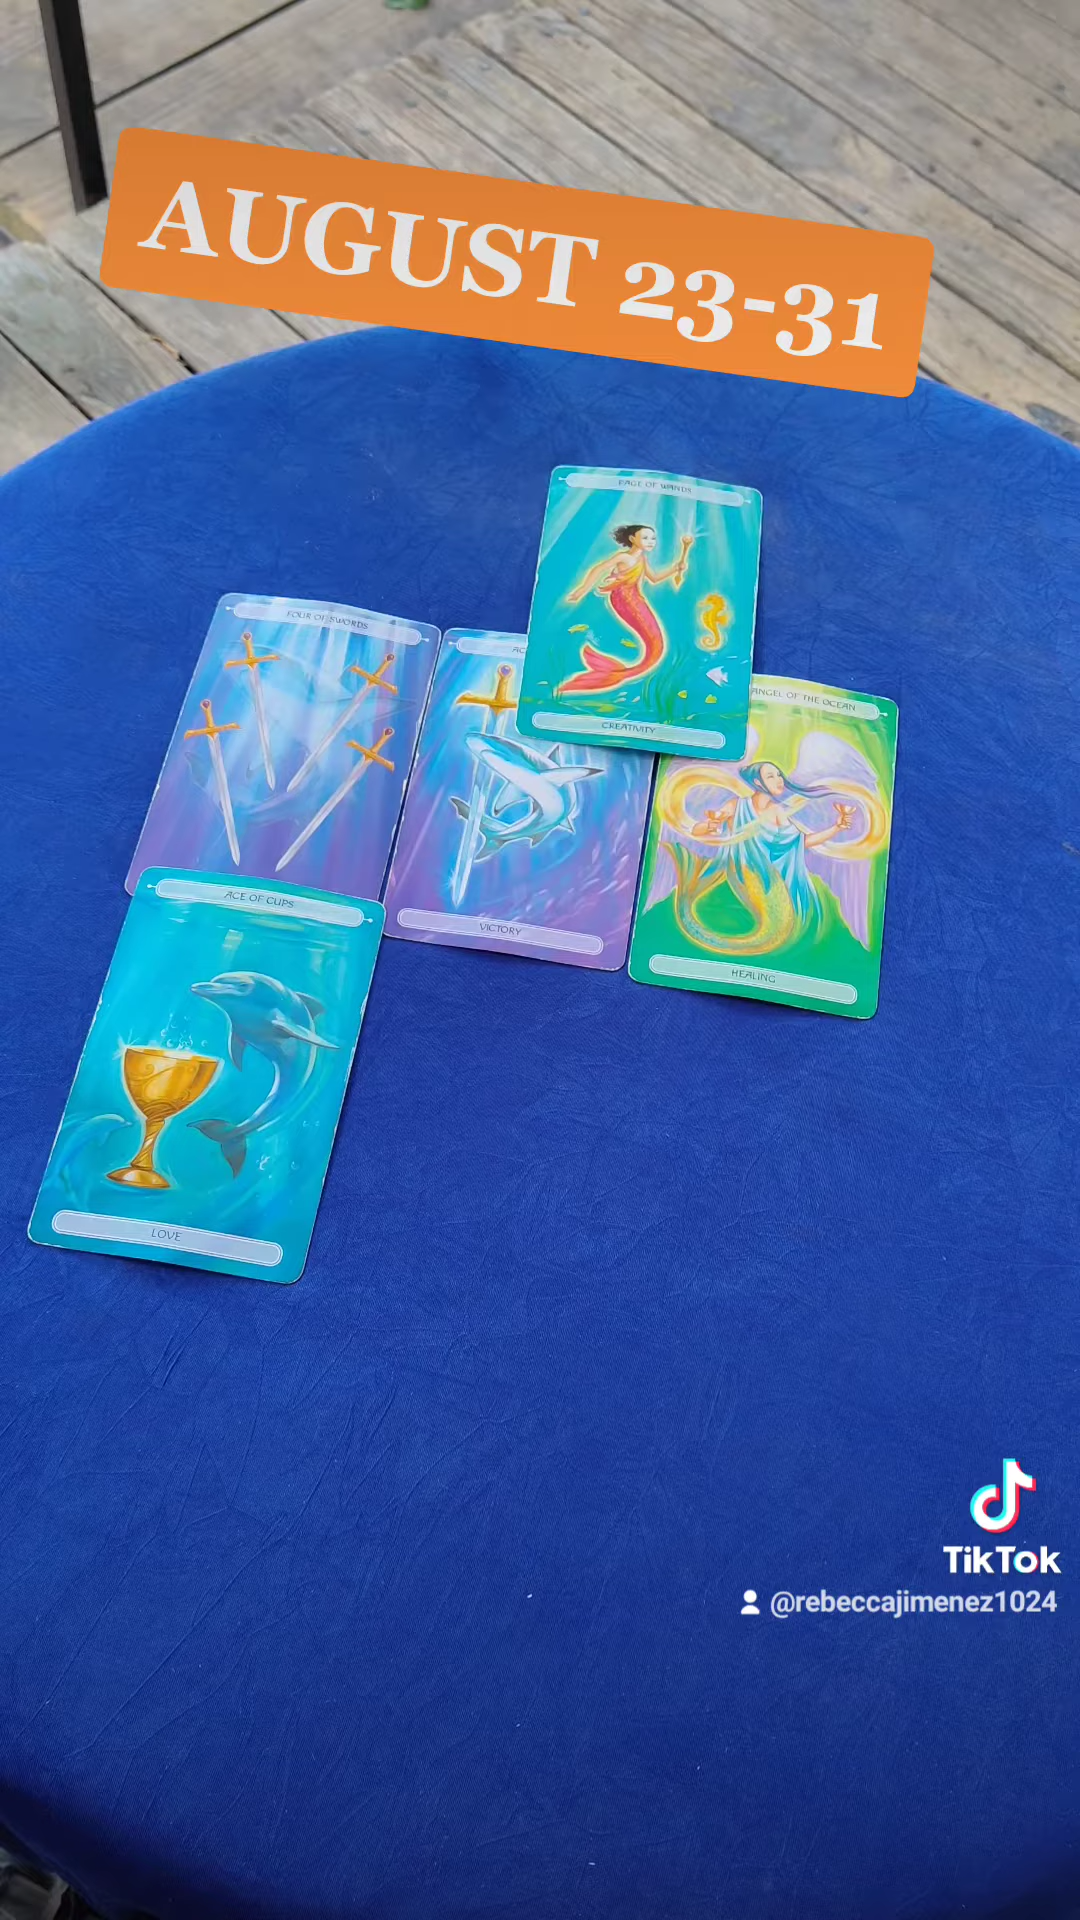 AUGUST 23-31
PAGE OF WANDS
CREATIVITY
FOUR OF SWORDS
AC
VICTORY
ANGEL OF THE OCEAN
HEALING
ACE OF CUPS
LOVE
TikTok
@rebeccajimenez1024